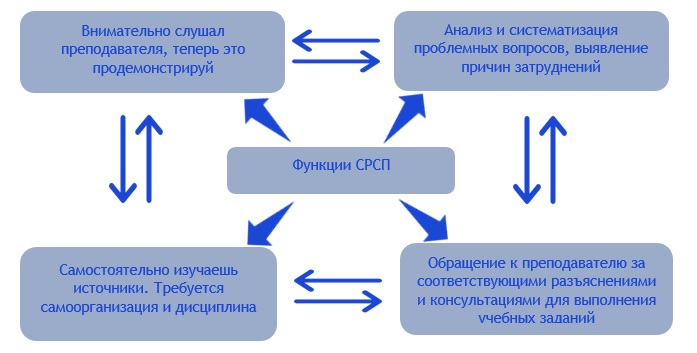 Внимательно слушал
преподавателя, теперь это
продемонстрируй
Анализ и систематизация
проблемных вопросов, выявление
причин затруднений
Функции СРСП
Самостоятельно изучаешь
источники. Требуется
самоорганизация и дисциплина
Обращение к преподавателю за
соответствующими разъяснениями
и консультациями для выполнения
учебных заданий